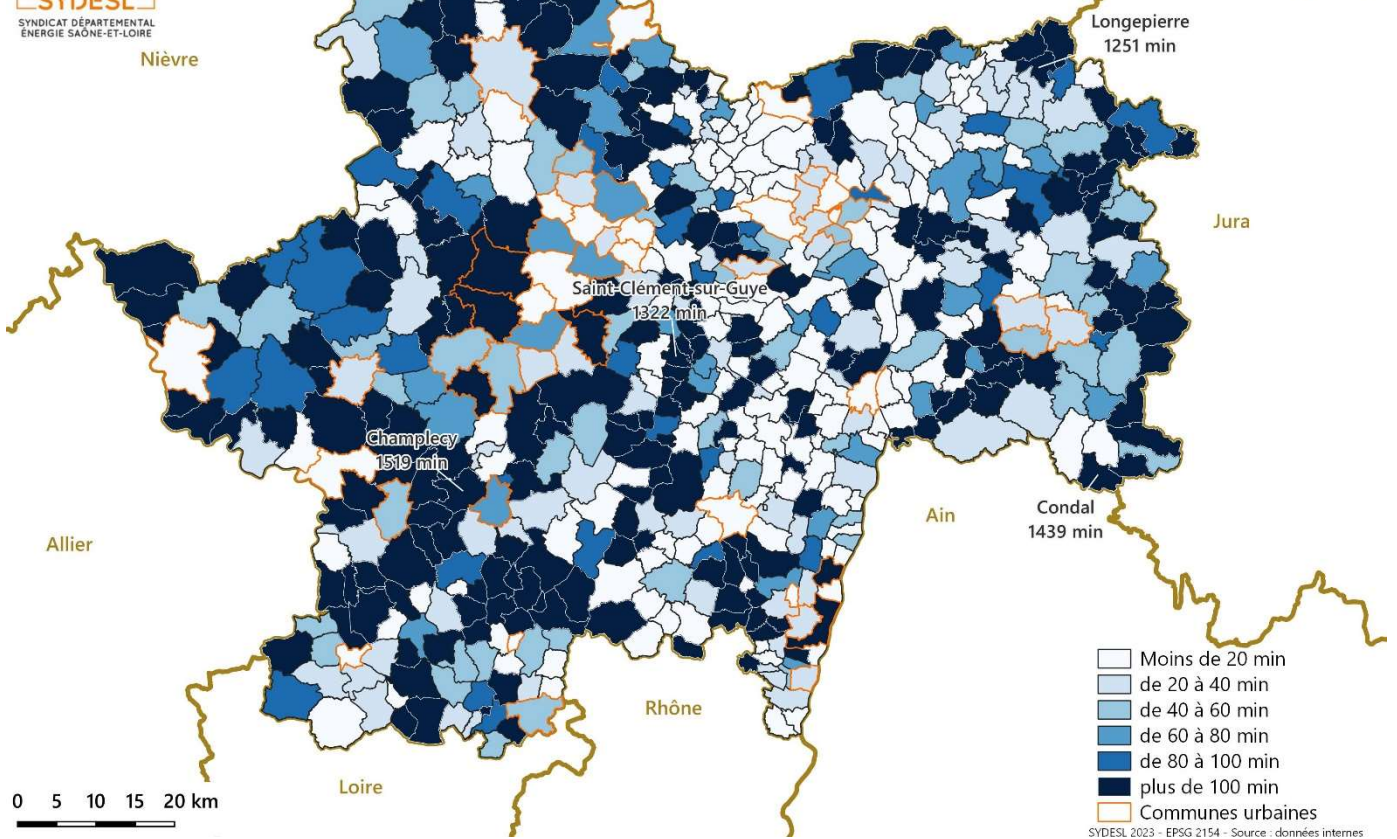 SYDESL
SYNDICAT DÉPARTEMENTAL
ÉNERGIE SAÔNE-ET-LOIRE
Nièvre
Longepierre
1251 min
Jura
Saint-Clément-sur-Guye
1322 min
Champlecy
1519 min
Condal
1439 min
Ain
Allier
Rhône
Loire
Moins de 20 min
de 20 à 40 min
de 40 à 60 min
de 60 à 80 min
de 80 à 100 min
plus de 100 min
Communes urbaines
0 5 10 15 20 km
SYDESL 2023 - EPSG 2154 - Source : données internes